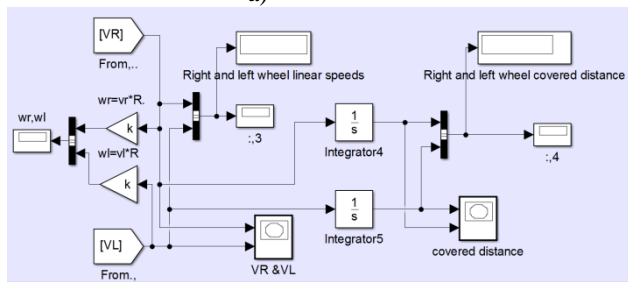 a)
[VR]
From,..
Right and left wheel linear speeds
Right and left wheel covered distance
wr=vr*R.
wr,wl
k
:,3
1
s
Integrator4
:,4
wl=vl*R
k
1
s
Integrator5
[VL]
From.,
VR &VL
covered distance